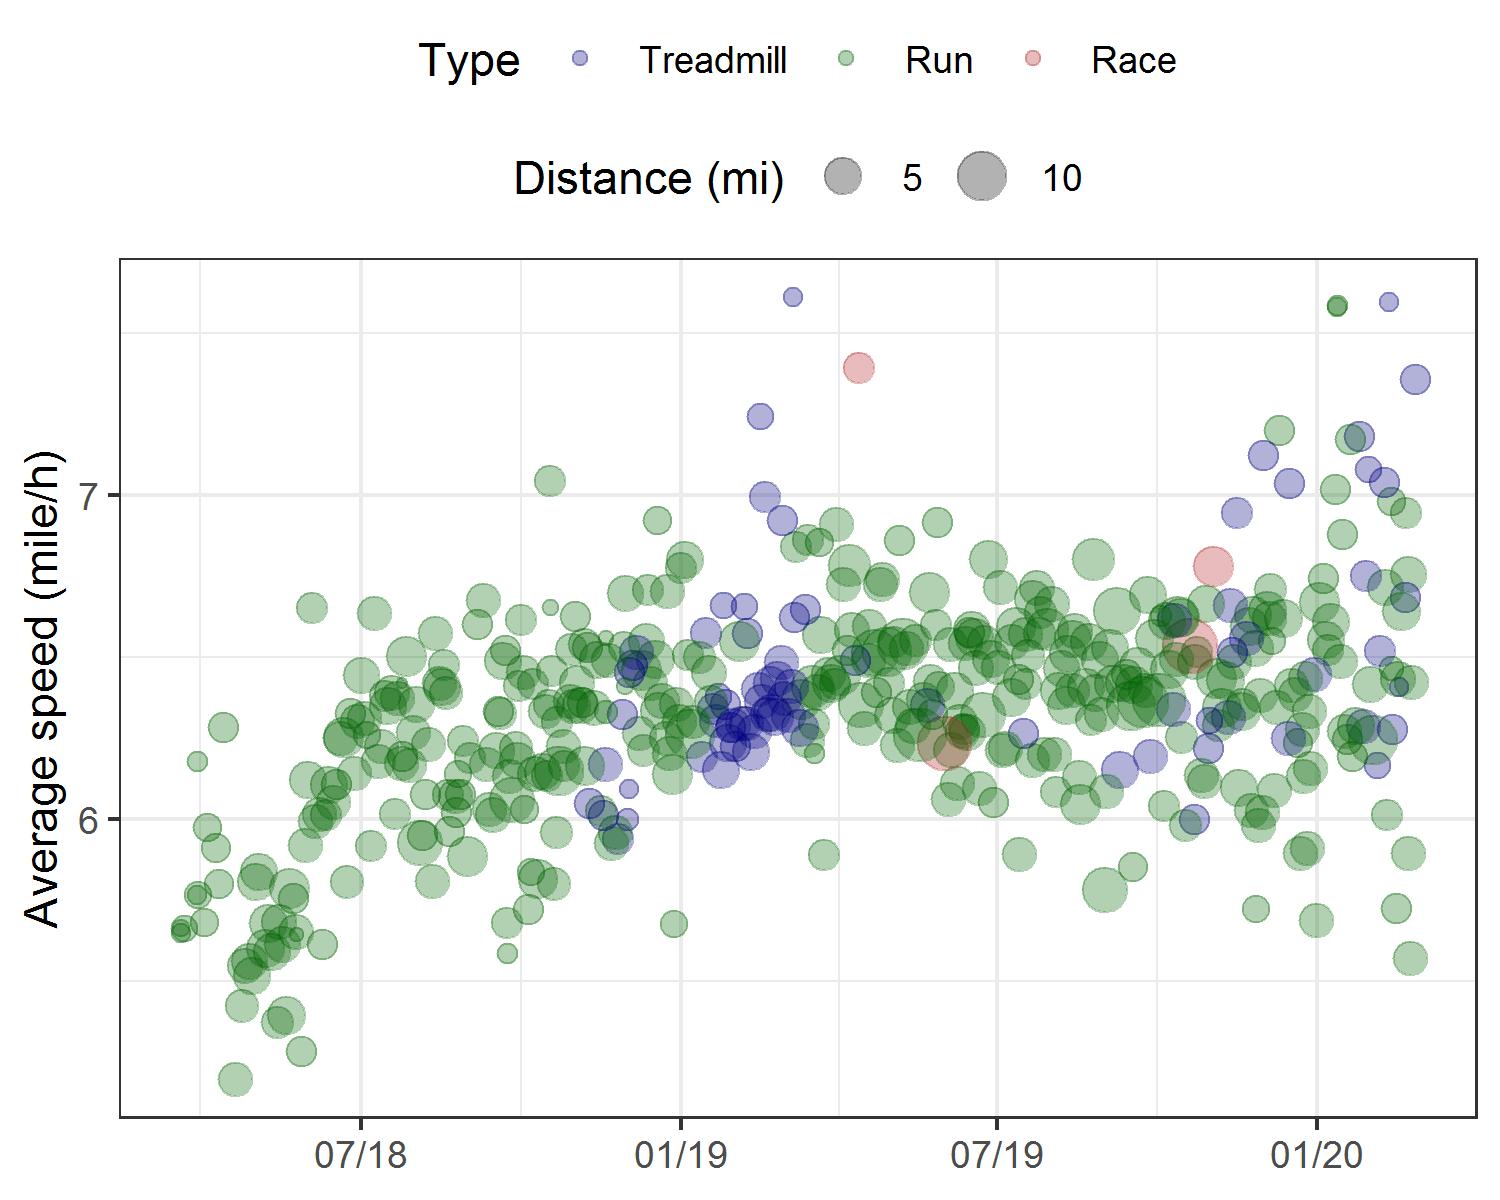 Type Treadmill Run Race
Distance (mi) 5 10
Average speed (mile/h)
7
6
07/18 01/19 07/19 01/20